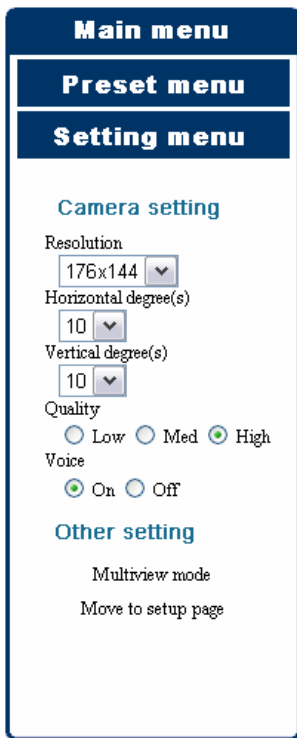 Main menu
Preset menu
Setting menu
Camera setting
Resolution
176x144
Horizontal degree(s)
10
Vertical degree(s)
10
Quality
Low Med High
Voice
On Off
Other setting
Multiview mode
Move to setup page